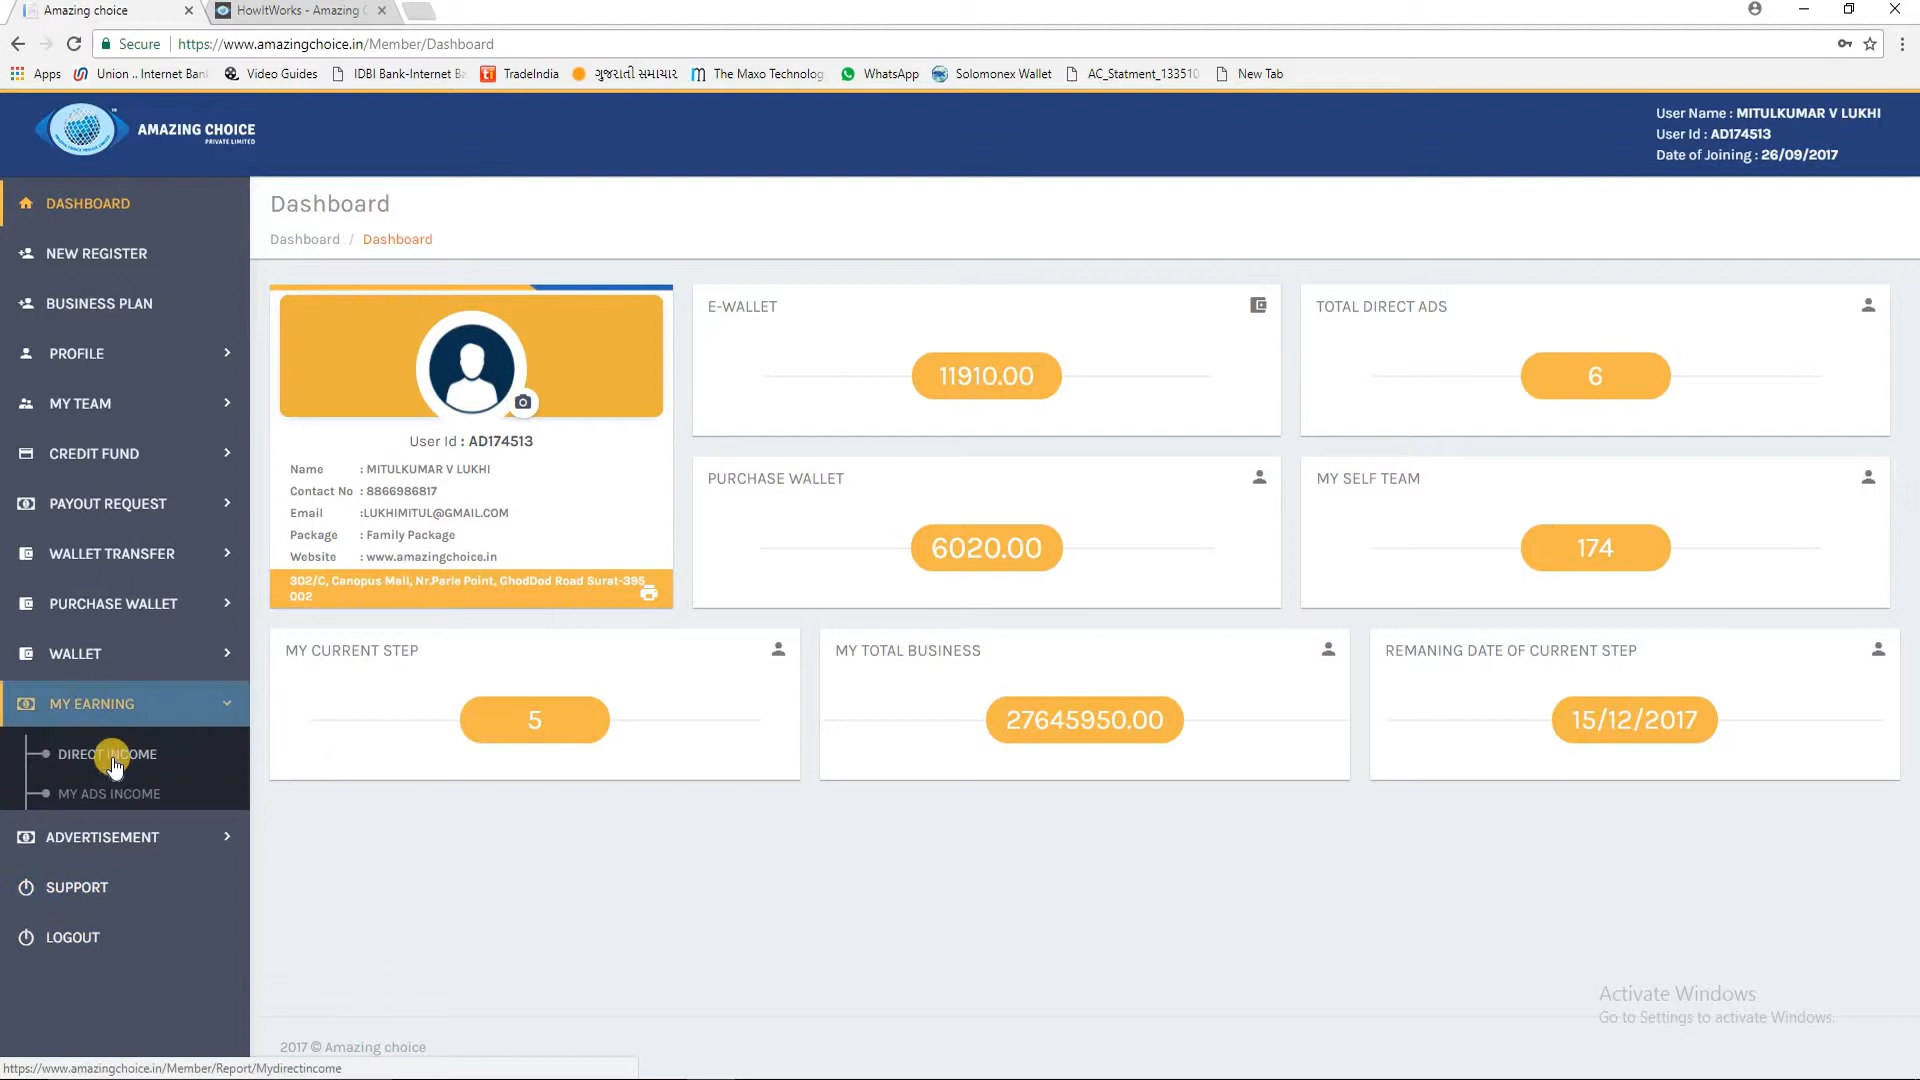 Amazing choice
HowItWorks - Amazing
Secure
https://www.amazingchoice.in/Member/Dashboard
Apps
Union .. Internet Ban
Video Guides
IDBI Bank-Internet Ba
TradeIndia
ગુજરાતી સમાચાર
The Maxo Technolog
WhatsApp
Solomonex Wallet
AC_Statment_133510
New Tab
AMAZING CHOICE
PRIVATE LIMITED
User Name : MITULKUMAR V LUKHI
User Id : AD174513
Date of Joining : 26/09/2017
DASHBOARD
NEW REGISTER
BUSINESS PLAN
PROFILE
MY TEAM
CREDIT FUND
PAYOUT REQUEST
WALLET TRANSFER
PURCHASE WALLET
WALLET
MY EARNING
DIRECT INCOME
MY ADS INCOME
ADVERTISEMENT
SUPPORT
LOGOUT
Dashboard
Dashboard / Dashboard
User Id : AD174513
Name : MITULKUMAR V LUKHI
Contact No : 8866986817
Email :LUKHIMITUL@GMAIL.COM
Package : Family Package
Website : www.amazingchoice.in
302/C, Canopus Mall, Nr.Parle Point, GhodDod Road Surat-395
002
E-WALLET
11910.00
TOTAL DIRECT ADS
6
PURCHASE WALLET
6020.00
MY SELF TEAM
174
MY CURRENT STEP
5
MY TOTAL BUSINESS
27645950.00
REMANING DATE OF CURRENT STEP
15/12/2017
Activate Windows
Go to Settings to activate Windows.
2017 © Amazing choice
https://www.amazingchoice.in/Member/Report/Mydirectincome